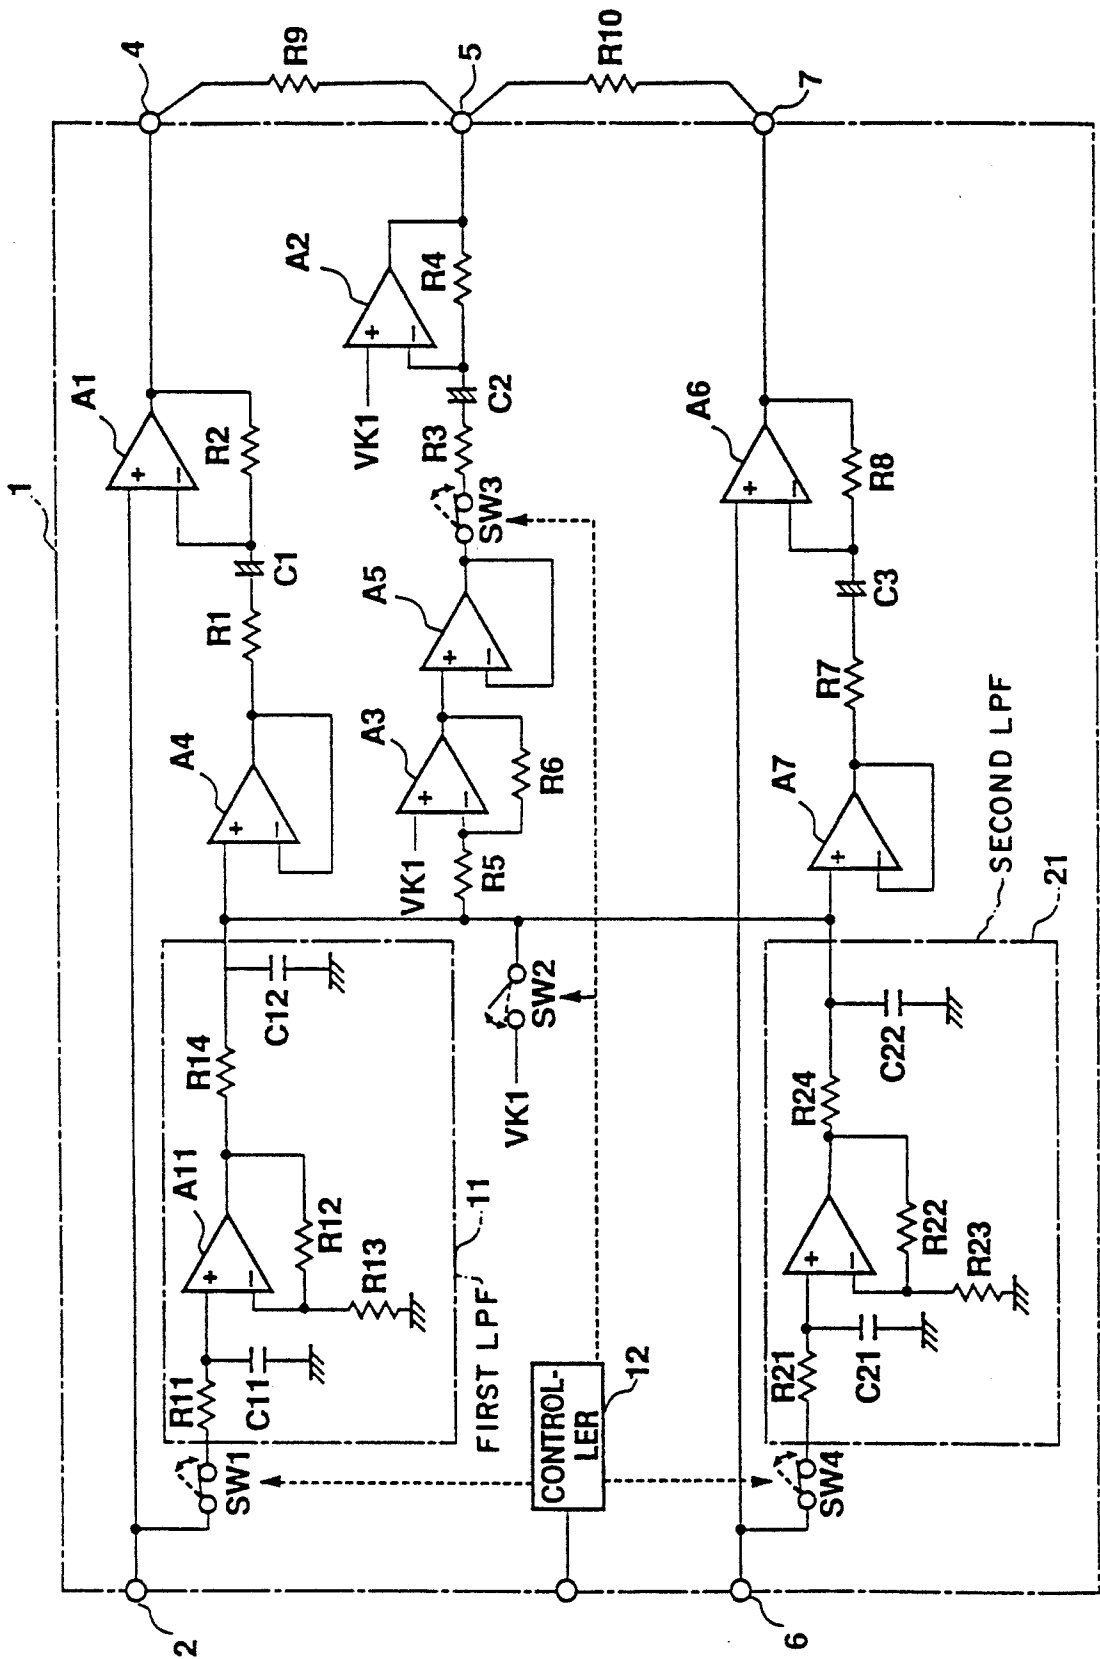 1
2
4
R9
5
R10
7
6
A1
R2
C1
R1
A4
A2
VK1
R4
C2
R3
SW3
A5
A3
VK1
R6
R5
A6
R8
C3
R7
A7
SECOND LPF
21
SW2
VK1
C12
R14
A11
R12
R13
R11
C11
SW1
FIRST LPF
11
CONTROL-
LER
12
C22
R24
R22
R23
R21
C21
SW4
+
−
+
−
+
−
+
−
+
−
+
−
+
−
+
−
+
−